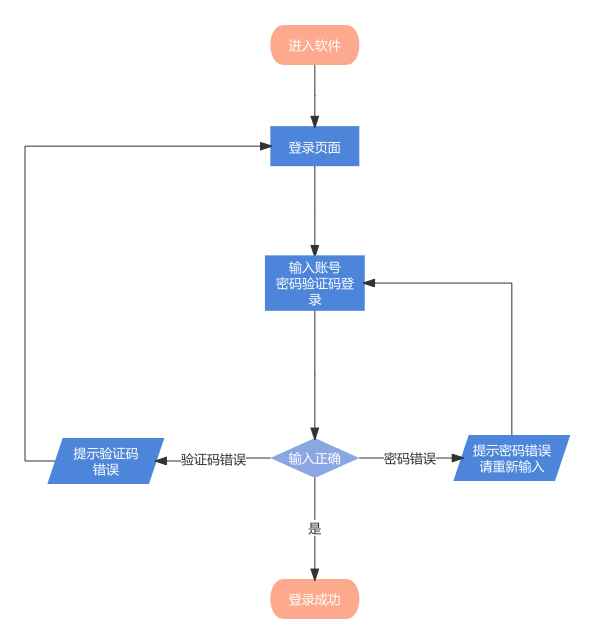 进入软件
登录页面
输入账号
密码验证码登
录
提示验证码
错误
验证码错误
输入正确
密码错误
提示密码错误
请重新输入
是
登录成功